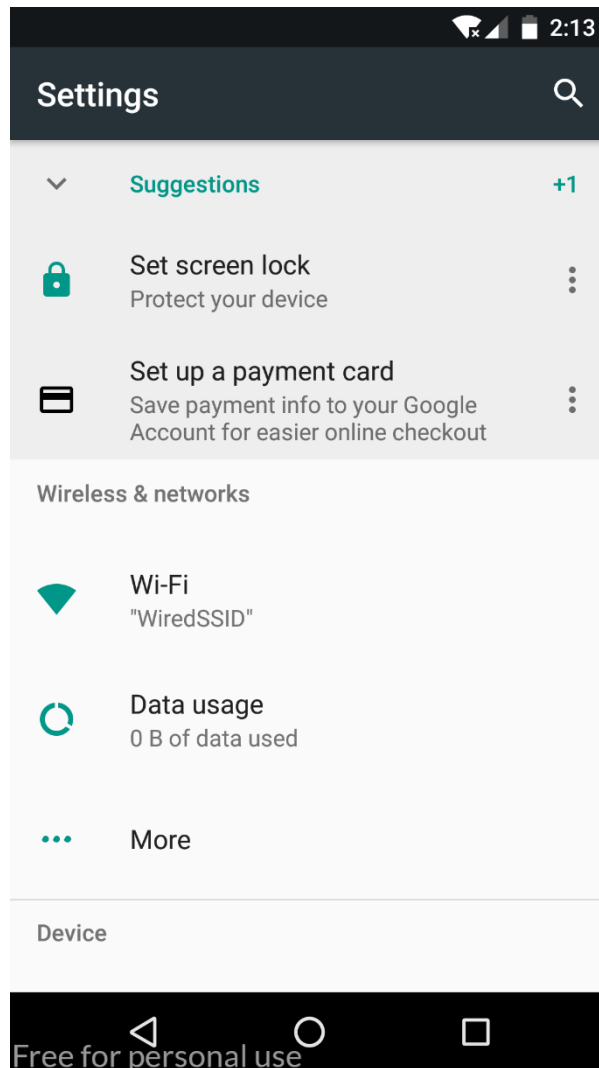 2:13
Settings
Suggestions +1
Set screen lock
Protect your device
Set up a payment card
Save payment info to your Google
Account for easier online checkout
Wireless & networks
Wi-Fi
"WiredSSID"
Data usage
0 B of data used
More
Device
Free for personal use